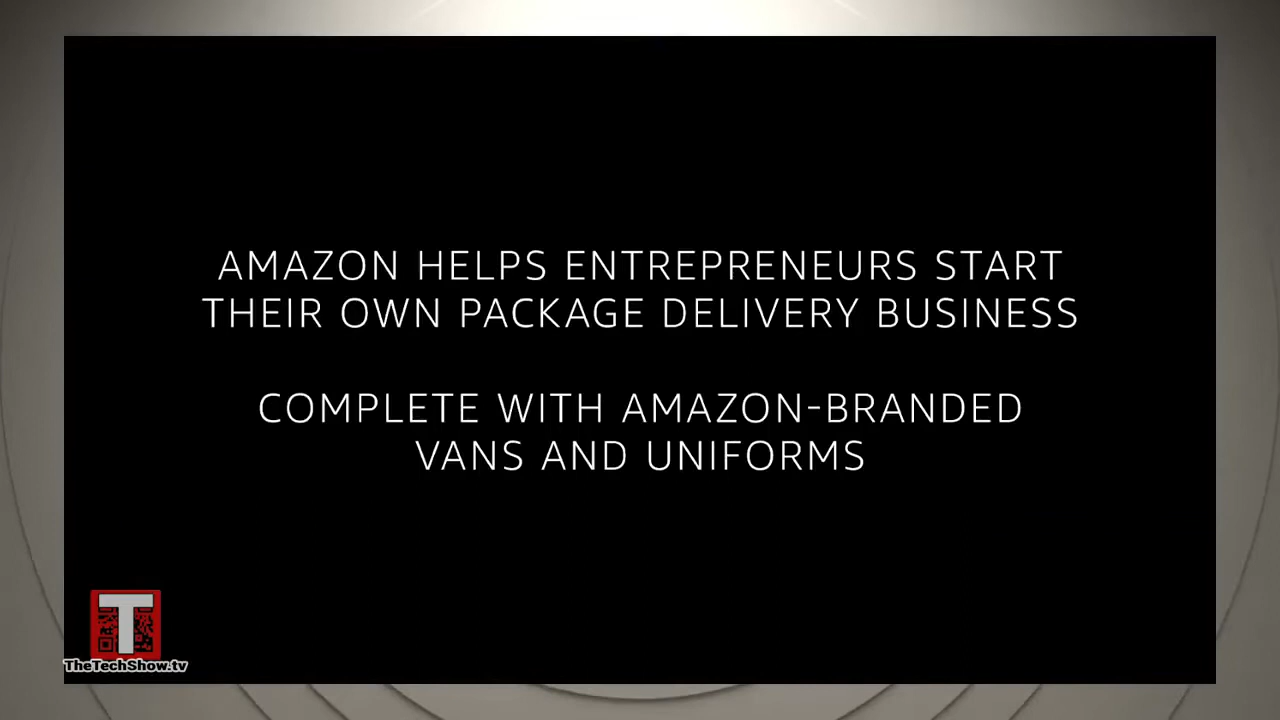 AMAZON HELPS ENTREPRENEURS START
THEIR OWN PACKAGE DELIVERY BUSINESS
COMPLETE WITH AMAZON-BRANDED
VANS AND UNIFORMS
T
TheTechShow.tv